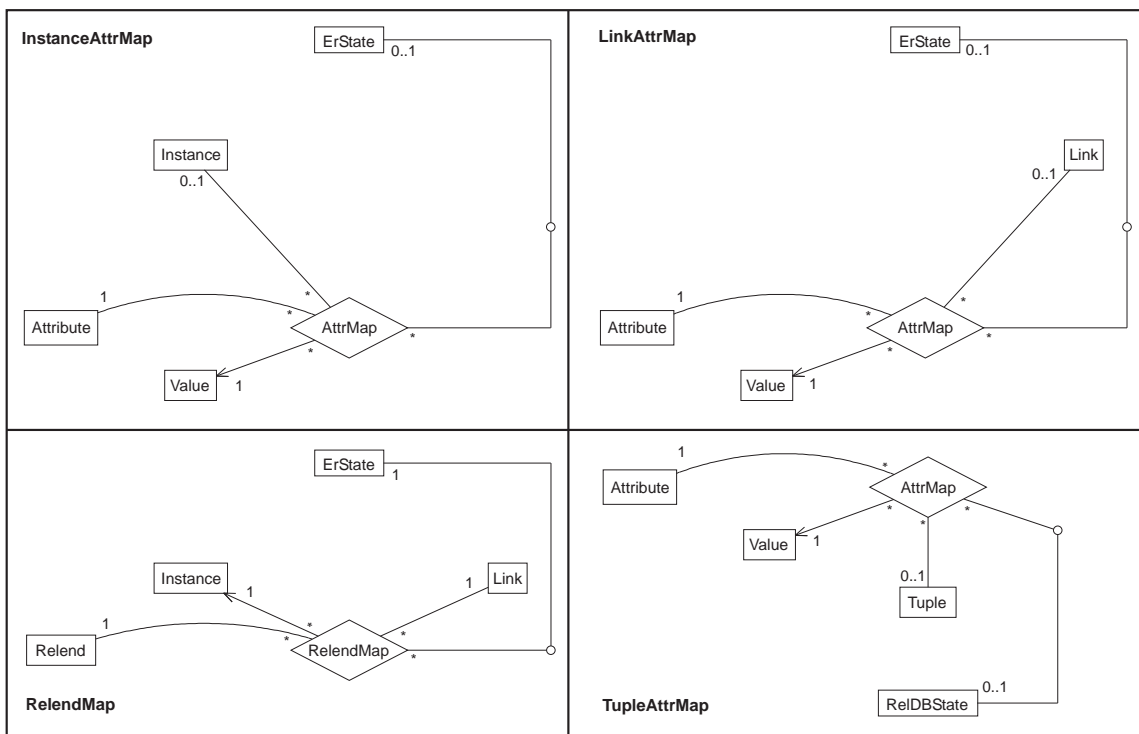 InstanceAttrMap
ErState
0..1
Instance
0..1
1
*
*
Attribute
AttrMap
*
*
Value
1
LinkAttrMap
ErState
0..1
Link
0..1
1
*
*
Attribute
AttrMap
*
*
Value
1
ErState
1
Instance
1
1
Link
1
*
*
*
Relend
RelendMap
*
RelendMap
1
*
Attribute
AttrMap
*
*
*
Value
1
0..1
Tuple
0..1
RelDBState
TupleAttrMap